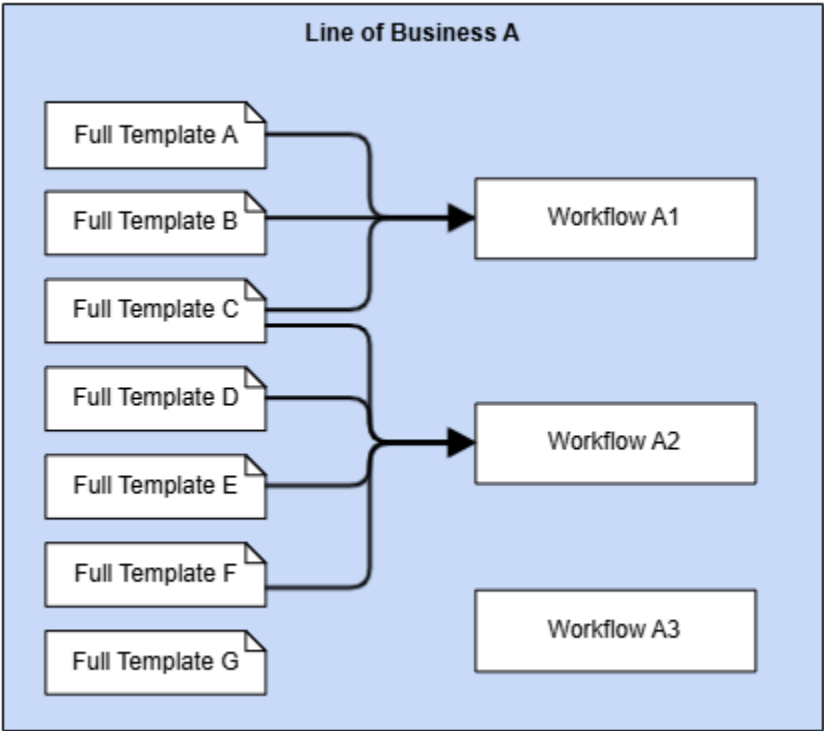 Line of Business A
Full Template A
Full Template B
Workflow A1
Full Template C
Full Template D
Workflow A2
Full Template E
Full Template F
Workflow A3
Full Template G